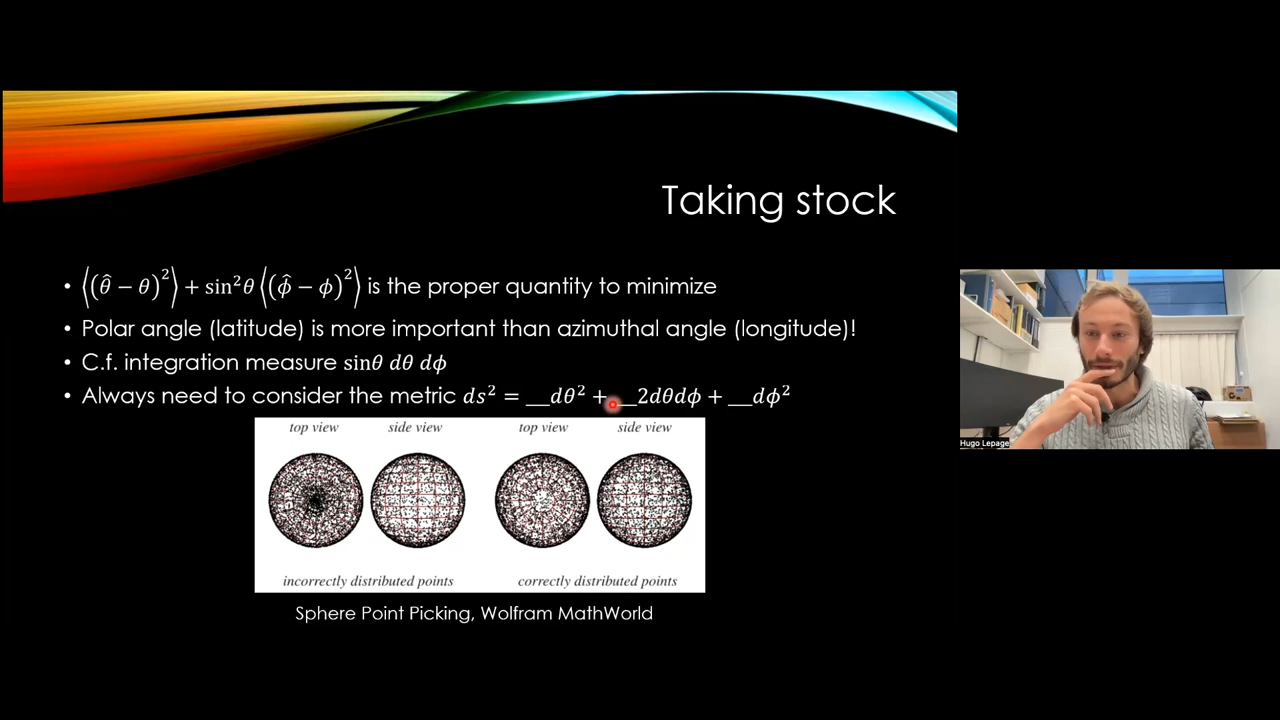 Taking stock
• ⟨(θ̂ − θ)²⟩ + sin²θ ⟨(ϕ̂ − ϕ)²⟩ is the proper quantity to minimize
• Polar angle (latitude) is more important than azimuthal angle (longitude)!
• C.f. integration measure sinθ dθ dϕ
• Always need to consider the metric ds² = __dθ² + __2dθdϕ + __dϕ²
top view side view top view side view
incorrectly distributed points correctly distributed points
Sphere Point Picking, Wolfram MathWorld
Hugo Lepage